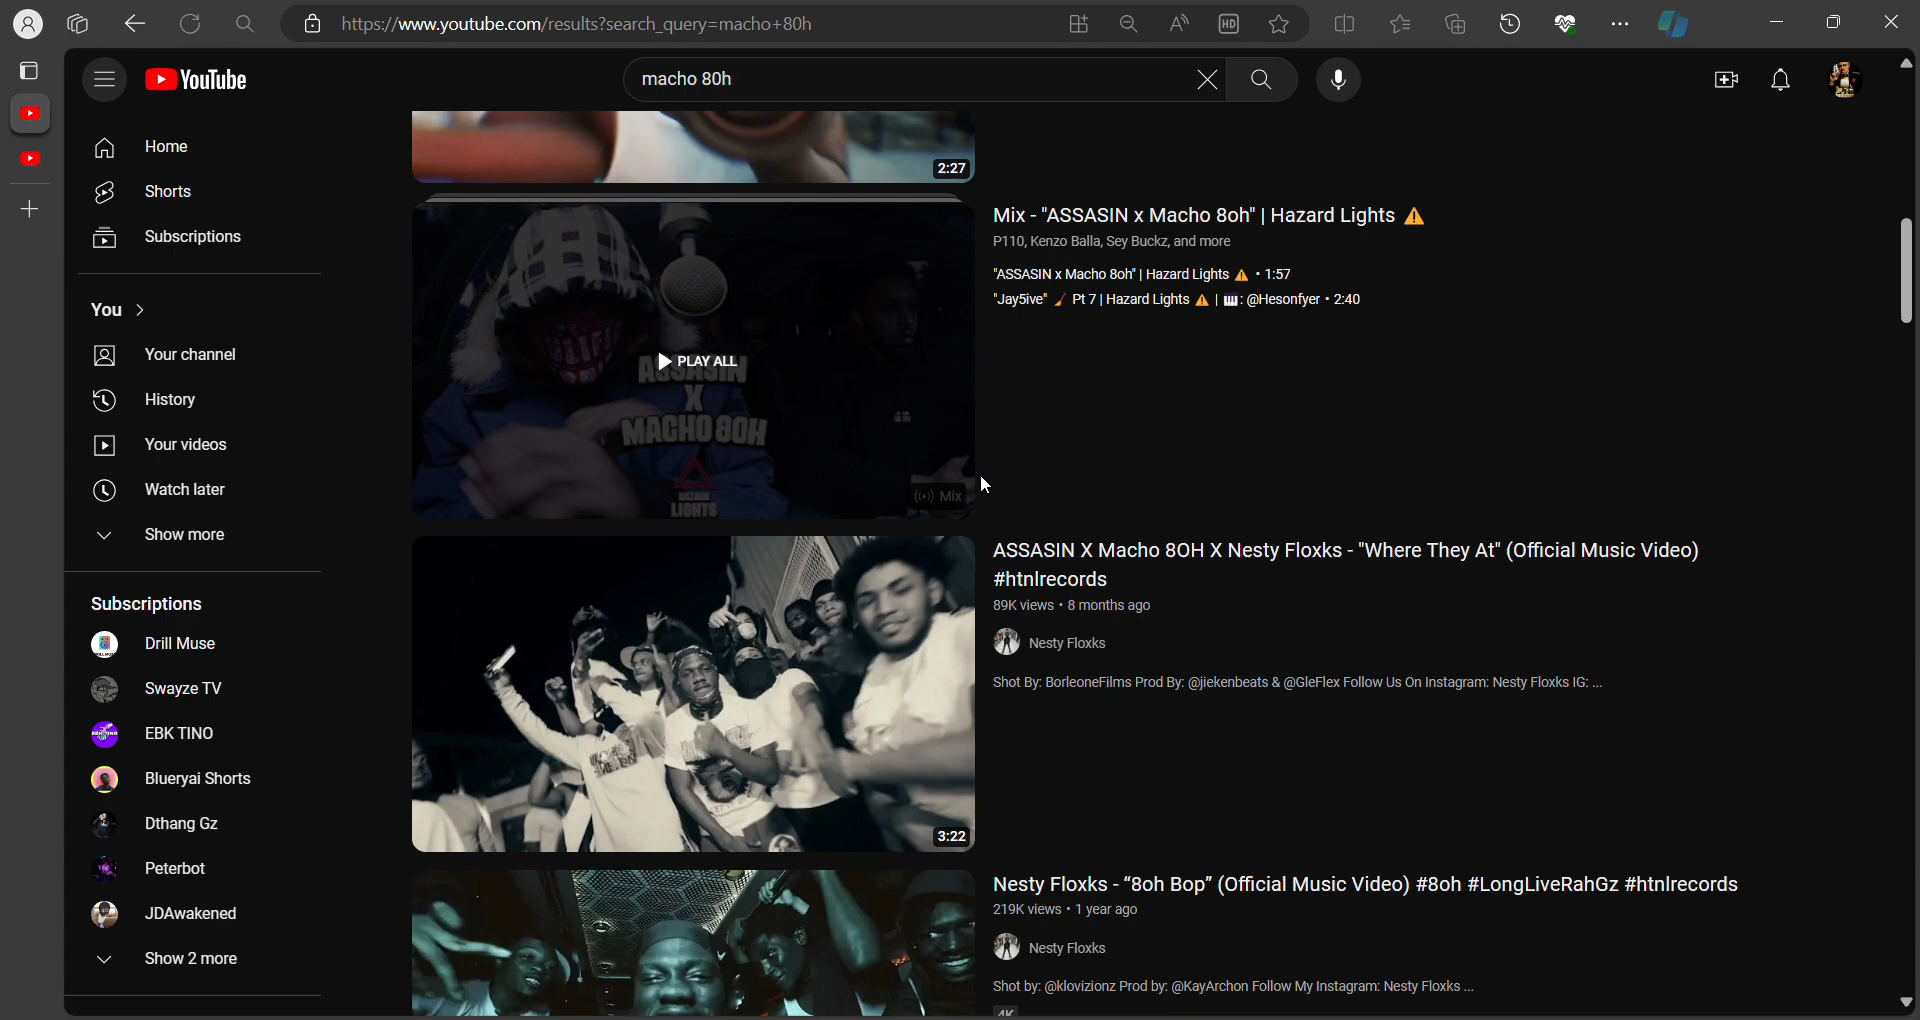 https://www.youtube.com/results?search_query=macho+80h
HD
YouTube
macho 80h
Home
Shorts
Subscriptions
You
Your channel
History
Your videos
Watch later
Show more
Subscriptions
Drill Muse
Swayze TV
EBK TINO
Blueryai Shorts
Dthang Gz
Peterbot
JDAwakened
Show 2 more
2:27
PLAY ALL
ASSASIN
X
MACHO 8OH
HAZARD
LIGHTS
Mix
Mix - "ASSASIN x Macho 8oh" | Hazard Lights ⚠️
P110, Kenzo Balla, Sey Buckz, and more
"ASSASIN x Macho 8oh" | Hazard Lights ⚠️ • 1:57
"Jay5ive" 🖌️ Pt 7 | Hazard Lights ⚠️ | 🎹: @Hesonfyer • 2:40
3:22
ASSASIN X Macho 8OH X Nesty Floxks - "Where They At" (Official Music Video)
#htnlrecords
89K views • 8 months ago
Nesty Floxks
Shot By: BorleoneFilms Prod By: @jiekenbeats & @GleFlex Follow Us On Instagram: Nesty Floxks IG: ...
Nesty Floxks - “8oh Bop” (Official Music Video) #8oh #LongLiveRahGz #htnlrecords
219K views • 1 year ago
Nesty Floxks
Shot by: @klovizionz Prod by: @KayArchon Follow My Instagram: Nesty Floxks ...
4K